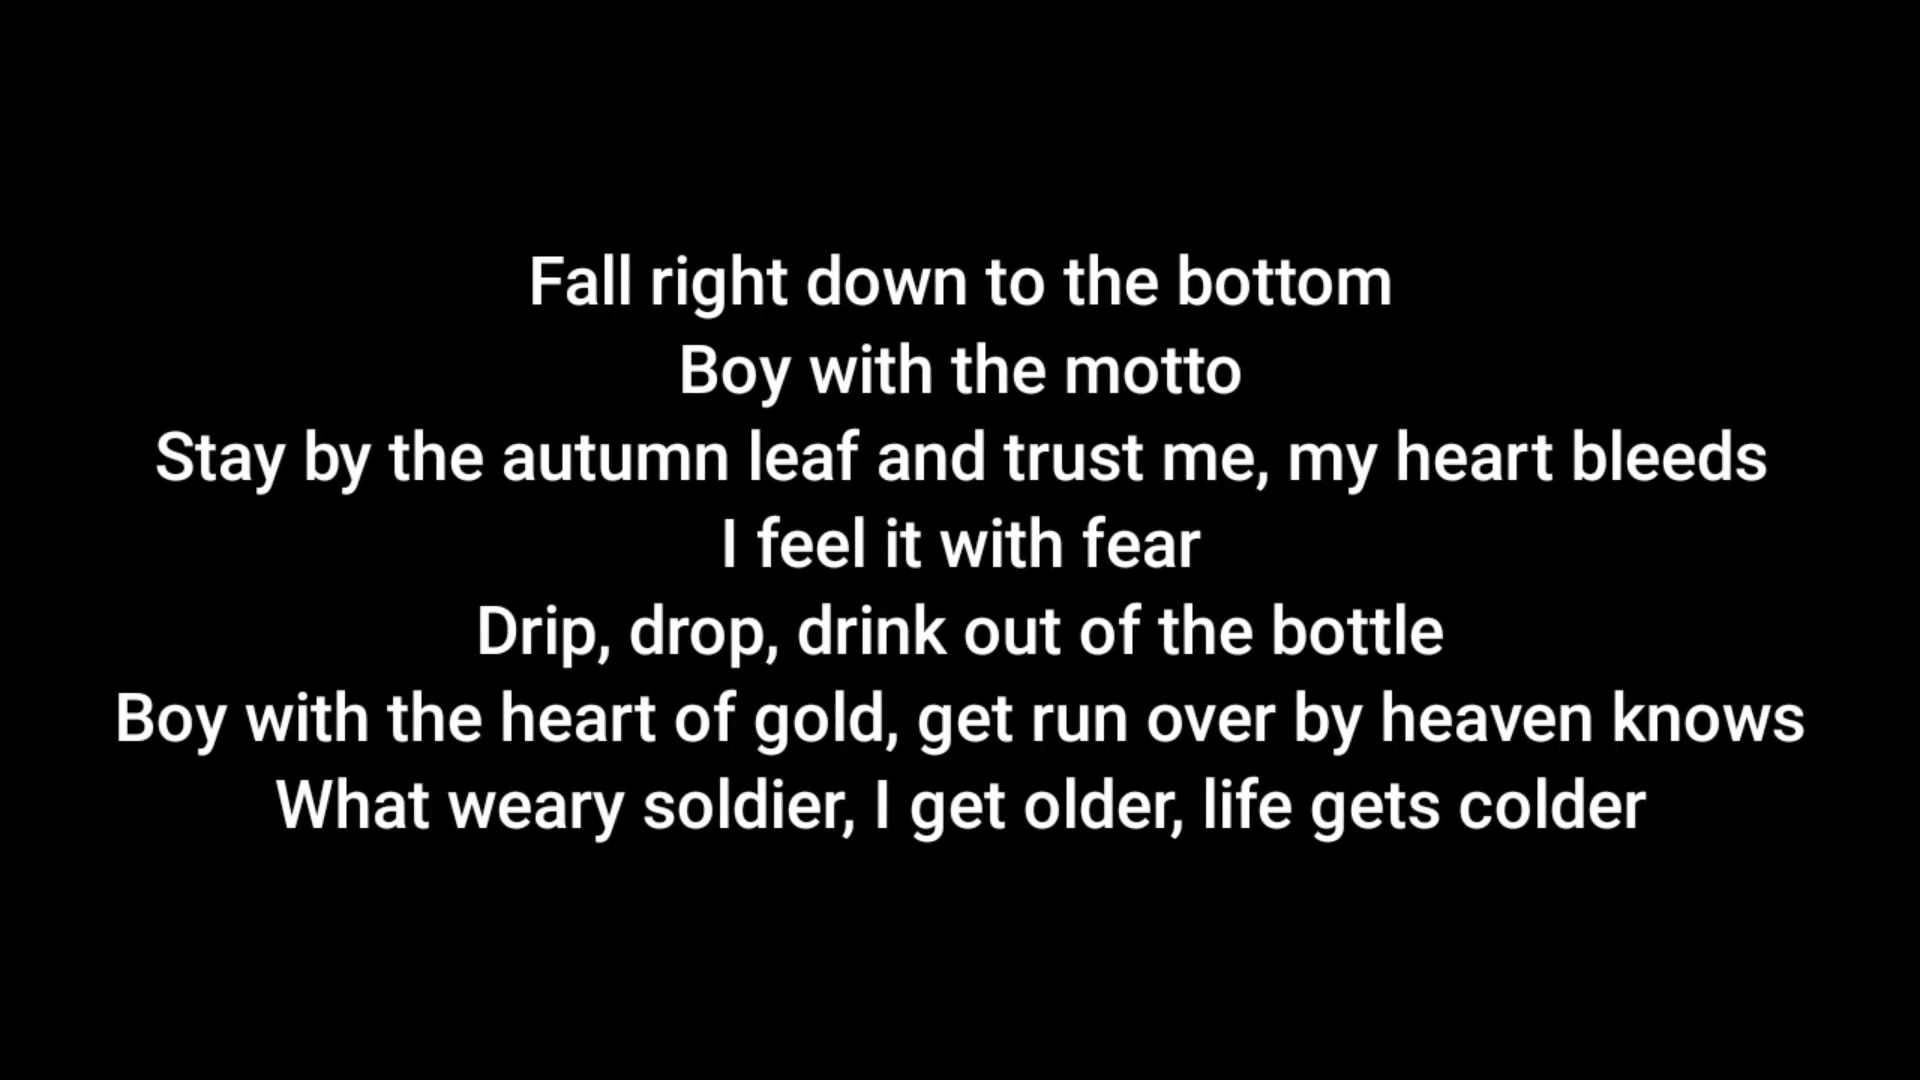 Fall right down to the bottom
Boy with the motto
Stay by the autumn leaf and trust me, my heart bleeds
I feel it with fear
Drip, drop, drink out of the bottle
Boy with the heart of gold, get run over by heaven knows
What weary soldier, I get older, life gets colder